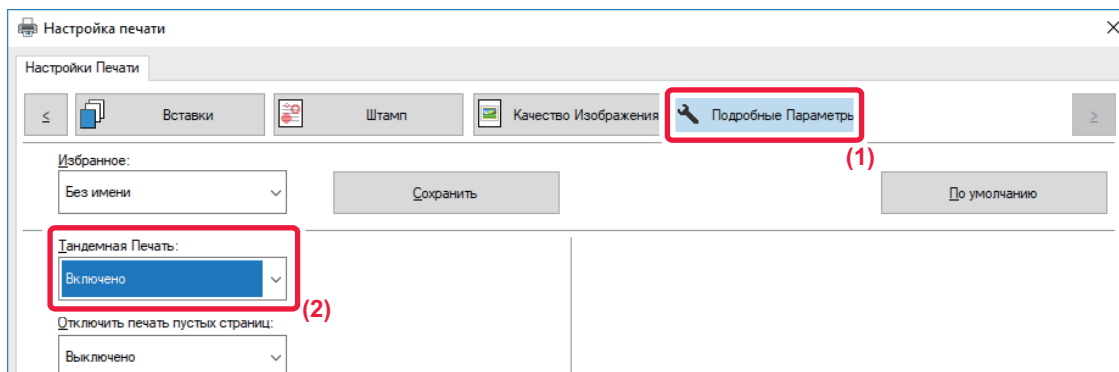 Настройка печати
Настройки Печати
≤ Вставки Штамп Качество Изображения Подробные Параметры ≥
(1)
Избранное:
Без имени Сохранить По умолчанию
Тандемная Печать:
Включено
(2)
Отключить печать пустых страниц:
Выключено